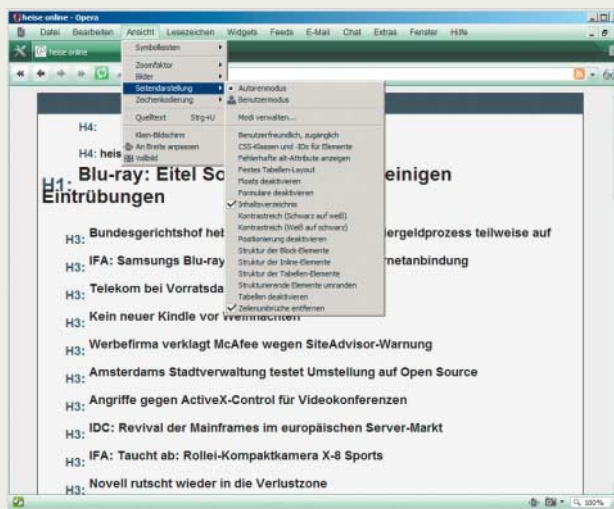 heise online - Opera
Datei Bearbeiten Ansicht Lesezeichen Widgets Feeds E-Mail Chat Extras Fenster Hilfe
heise online
Symbolleisten
Zoomfaktor
Bilder
Seitendarstellung
Zeichenkodierung
Quelltext Strg+U
Klein-Bildschirm
An Breite anpassen
Vollbild
Autorenmodus
Benutzermodus
Modi verwalten...
Benutzerfreundlich, zugänglich
CSS-Klassen und -IDs für Elemente
Fehlerhafte alt-Attribute anzeigen
Festes Tabellen-Layout
Floats deaktivieren
Formulare deaktivieren
Inhaltsverzeichnis
Kontrastreich (Schwarz auf weiß)
Kontrastreich (Weiß auf schwarz)
Positionierung deaktivieren
Struktur der Block-Elemente
Struktur der Inline-Elemente
Struktur der Tabellen-Elemente
Strukturierende Elemente umranden
Tabellen deaktivieren
Zeilenumbrüche entfernen
H4:
H4: heis
H1: Blu-ray: Eitel So einigen
Eintrübungen
H3: Bundesgerichtshof heb iergeldprozess teilweise auf
H3: IFA: Samsungs Blu-ray rnetanbindung
H3: Telekom bei Vorratsda
H3: Kein neuer Kindle vor Weihnachten
H3: Werbefirma verklagt McAfee wegen SiteAdvisor-Warnung
H3: Amsterdams Stadtverwaltung testet Umstellung auf Open Source
H3: Angriffe gegen ActiveX-Control für Videokonferenzen
H3: IDC: Revival der Mainframes im europäischen Server-Markt
H3: IFA: Taucht ab: Rollei-Kompaktkamera X-8 Sports
H3: Novell rutscht wieder in die Verlustzone
100%